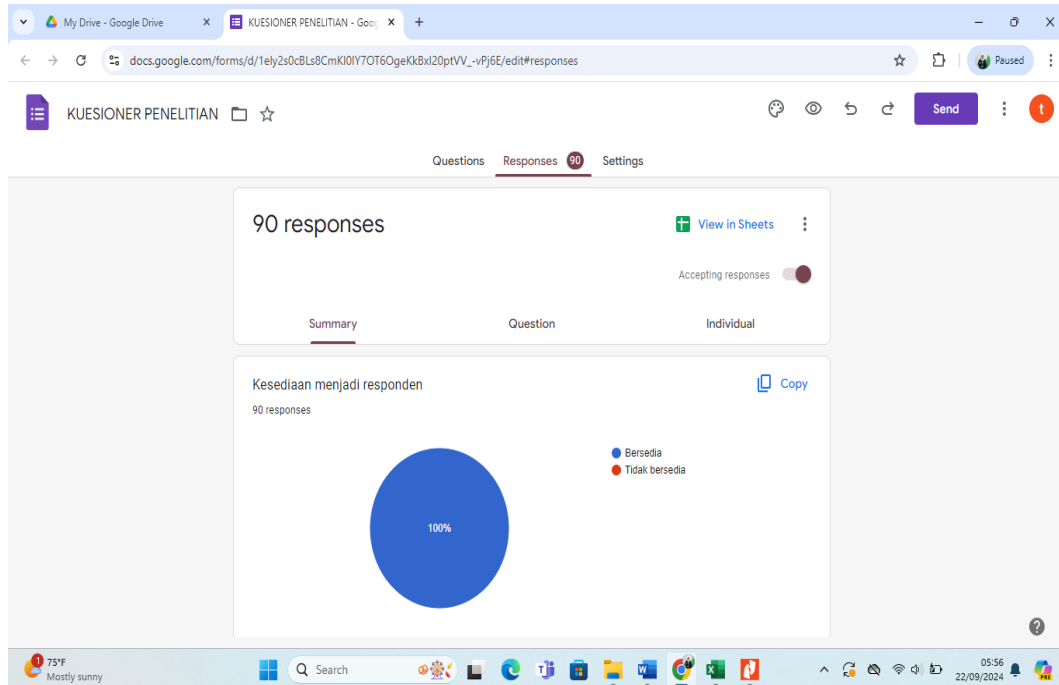 My Drive - Google Drive
KUESIONER PENELITIAN - Goog
docs.google.com/forms/d/1ely2s0cBLs8CmKI0IY7OT6OgeKkBxI20ptVV_-vPj6E/edit#responses
Paused
KUESIONER PENELITIAN
Send
t
Questions Responses 90 Settings
90 responses
View in Sheets
Accepting responses
Summary Question Individual
Kesediaan menjadi responden
Copy
90 responses
Bersedia
Tidak bersedia
100%
1
75°F
Mostly sunny
Search
05:56
22/09/2024
PRE